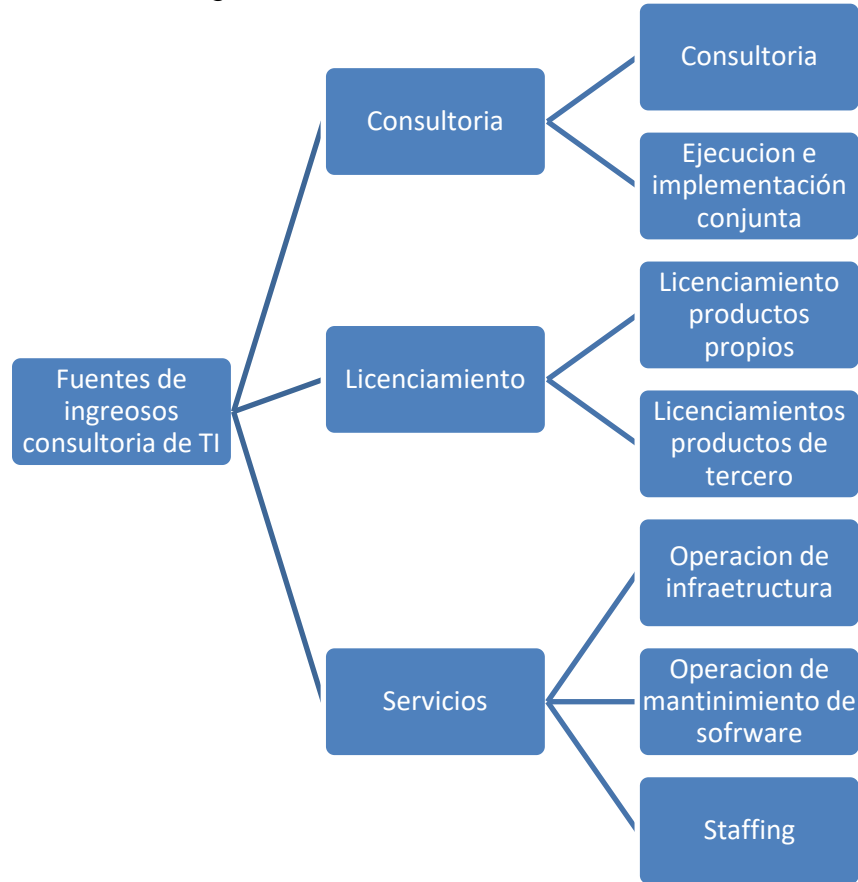 Fuentes de
ingreosos
consultoria de TI
Consultoria
Consultoria
Ejecucion e
implementación
conjunta
Licenciamiento
Licenciamiento
productos
propios
Licenciamientos
productos de
tercero
Servicios
Operacion de
infraetructura
Operacion de
mantinimiento de
sofrware
Staffing